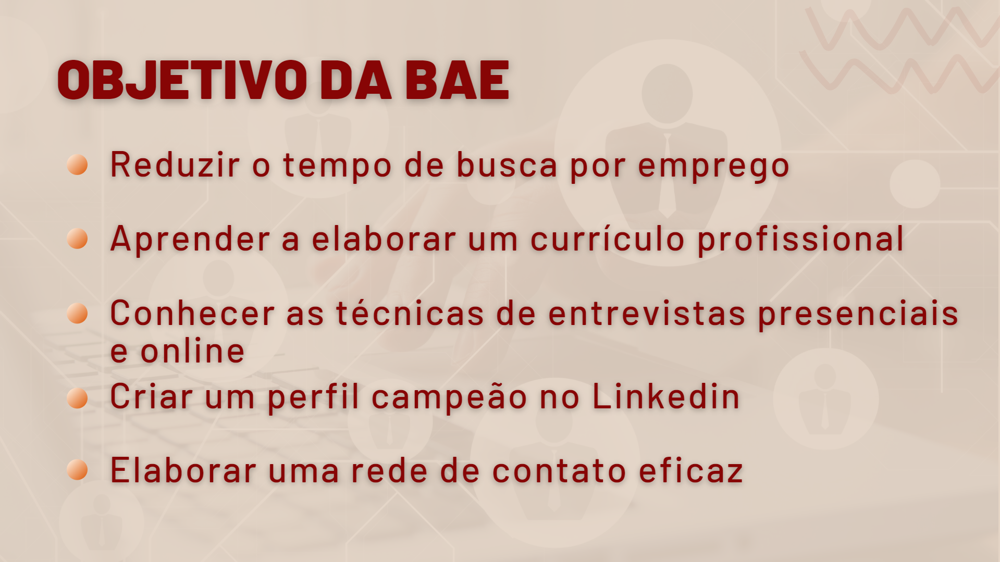 OBJETIVO DA BAE
Reduzir o tempo de busca por emprego
Aprender a elaborar um currículo profissional
Conhecer as técnicas de entrevistas presenciais
e online
Criar um perfil campeão no Linkedin
Elaborar uma rede de contato eficaz